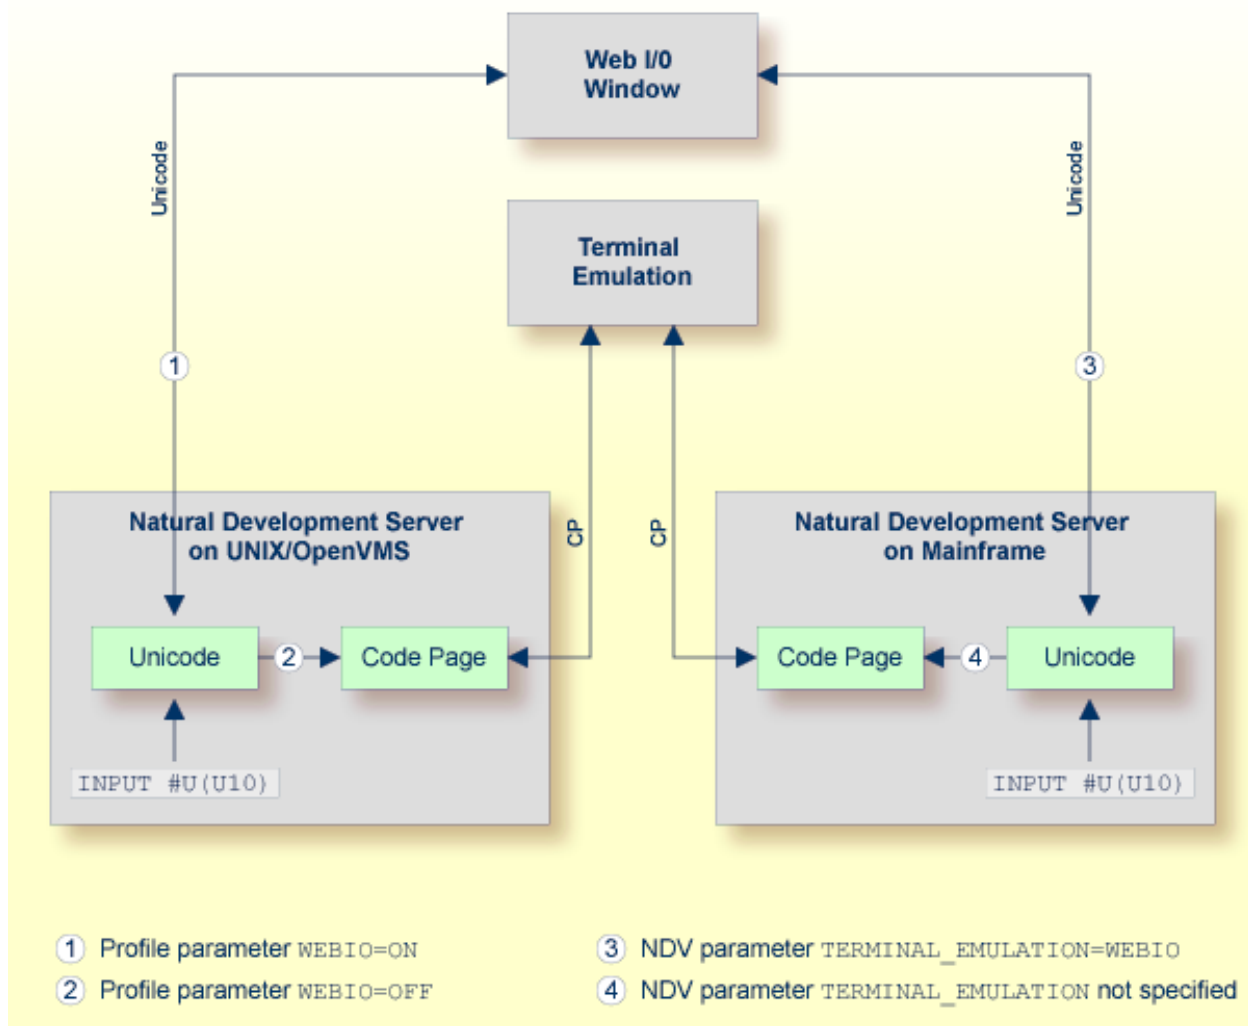 Web I/0
Window
Unicode
Unicode
Terminal
Emulation
1
3
Natural Development Server
on UNIX/OpenVMS
CP
CP
Natural Development Server
on Mainframe
Unicode
2
Code Page
Code Page
4
Unicode
INPUT #U(U10)
INPUT #U(U10)
1 Profile parameter WEBIO=ON
2 Profile parameter WEBIO=OFF
3 NDV parameter TERMINAL_EMULATION=WEBIO
4 NDV parameter TERMINAL_EMULATION not specified